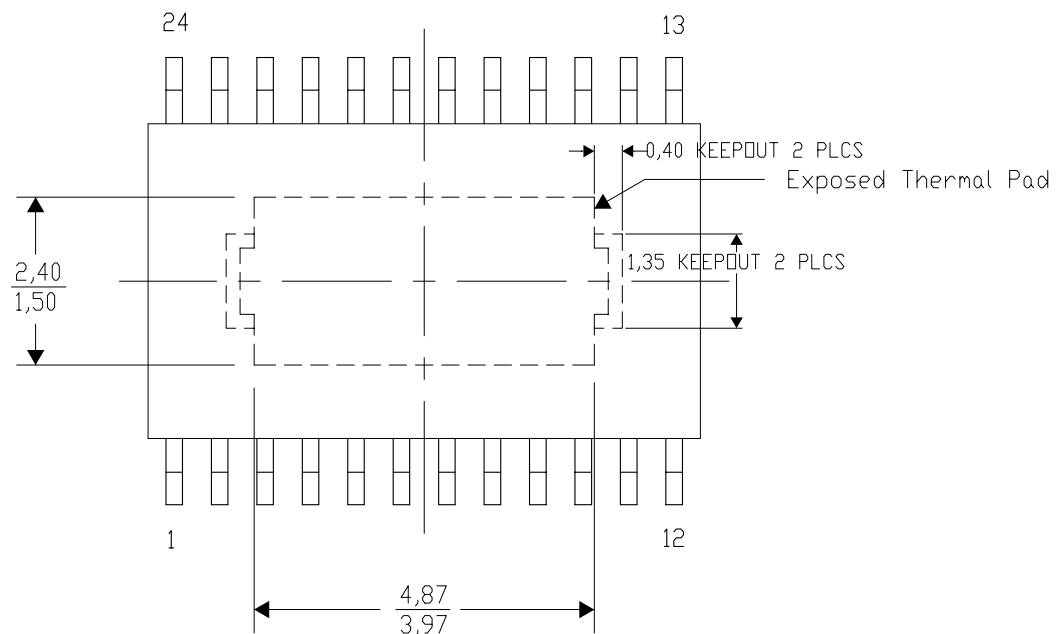 24
13
0,40 KEEPOUT 2 PLCS
Exposed Thermal Pad
2,40
1,50
1,35 KEEPOUT 2 PLCS
1
12
4,87
3,97